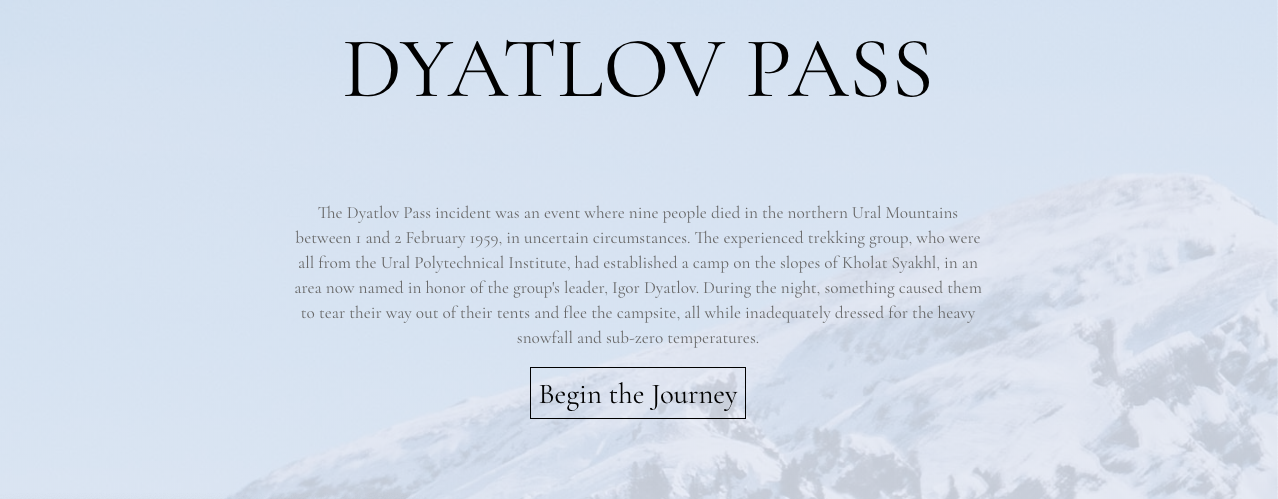 DYATLOV PASS
The Dyatlov Pass incident was an event where nine people died in the northern Ural Mountains
between 1 and 2 February 1959, in uncertain circumstances. The experienced trekking group, who were
all from the Ural Polytechnical Institute, had established a camp on the slopes of Kholat Syakhl, in an
area now named in honor of the group's leader, Igor Dyatlov. During the night, something caused them
to tear their way out of their tents and flee the campsite, all while inadequately dressed for the heavy
snowfall and sub-zero temperatures.
Begin the Journey